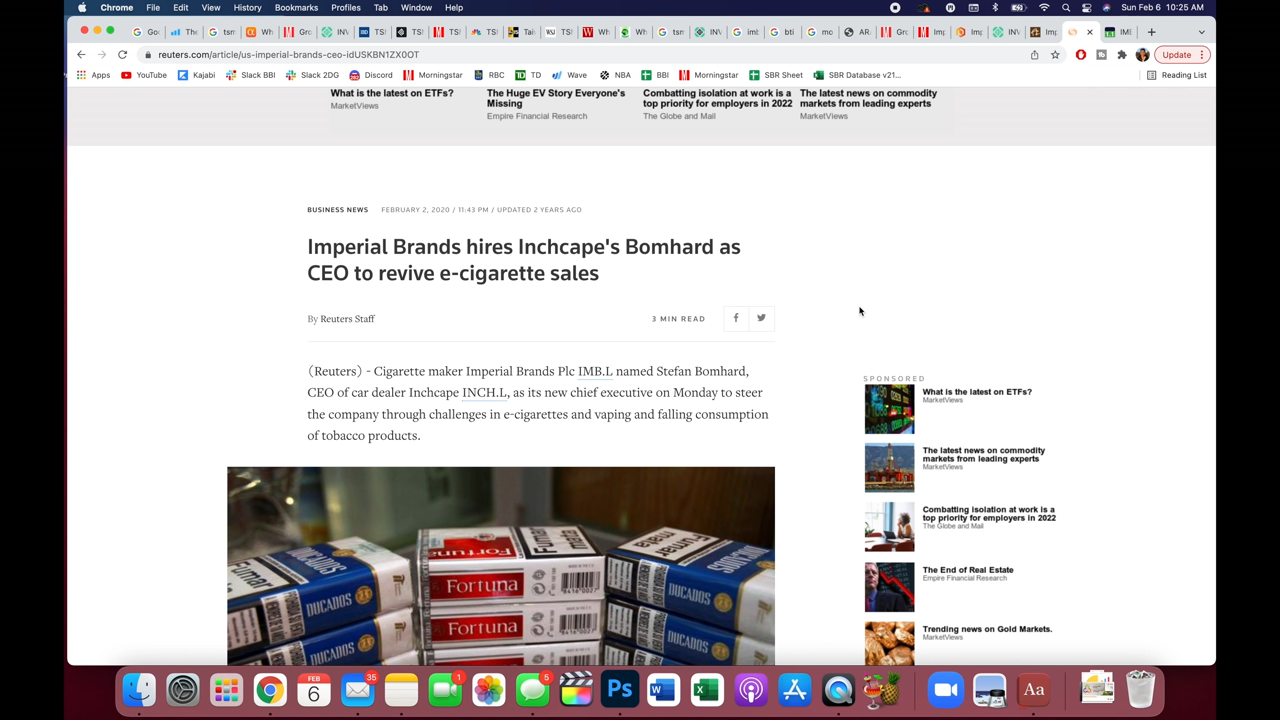 Chrome File Edit View History Bookmarks Profiles Tab Window Help
Sun Feb 6 10:25 AM
reuters.com/article/us-imperial-brands-ceo-idUSKBN1ZX0OT
Update
Apps YouTube Kajabi Slack BBI Slack 2DG Discord Morningstar RBC TD Wave NBA BBI Morningstar SBR Sheet SBR Database v21... Reading List
What is the latest on ETFs?
MarketViews
The Huge EV Story Everyone's
Missing
Empire Financial Research
Combatting isolation at work is a
top priority for employers in 2022
The Globe and Mail
The latest news on commodity
markets from leading experts
MarketViews
BUSINESS NEWS FEBRUARY 2, 2020 / 11:43 PM / UPDATED 2 YEARS AGO
Imperial Brands hires Inchcape's Bomhard as
CEO to revive e-cigarette sales
By Reuters Staff
3 MIN READ
(Reuters) - Cigarette maker Imperial Brands Plc IMB.L named Stefan Bomhard,
CEO of car dealer Inchcape INCH.L, as its new chief executive on Monday to steer
the company through challenges in e-cigarettes and vaping and falling consumption
of tobacco products.
Fortuna
Fortuna
Fortuna
DUCADOS
DUCADOS
DUCADOS
DUCADOS
SPONSORED
What is the latest on ETFs?
MarketViews
The latest news on commodity
markets from leading experts
MarketViews
Combatting isolation at work is a
top priority for employers in 2022
The Globe and Mail
The End of Real Estate
Empire Financial Research
Trending news on Gold Markets.
MarketViews
FEB
6
35
1
5
Ps
Aa